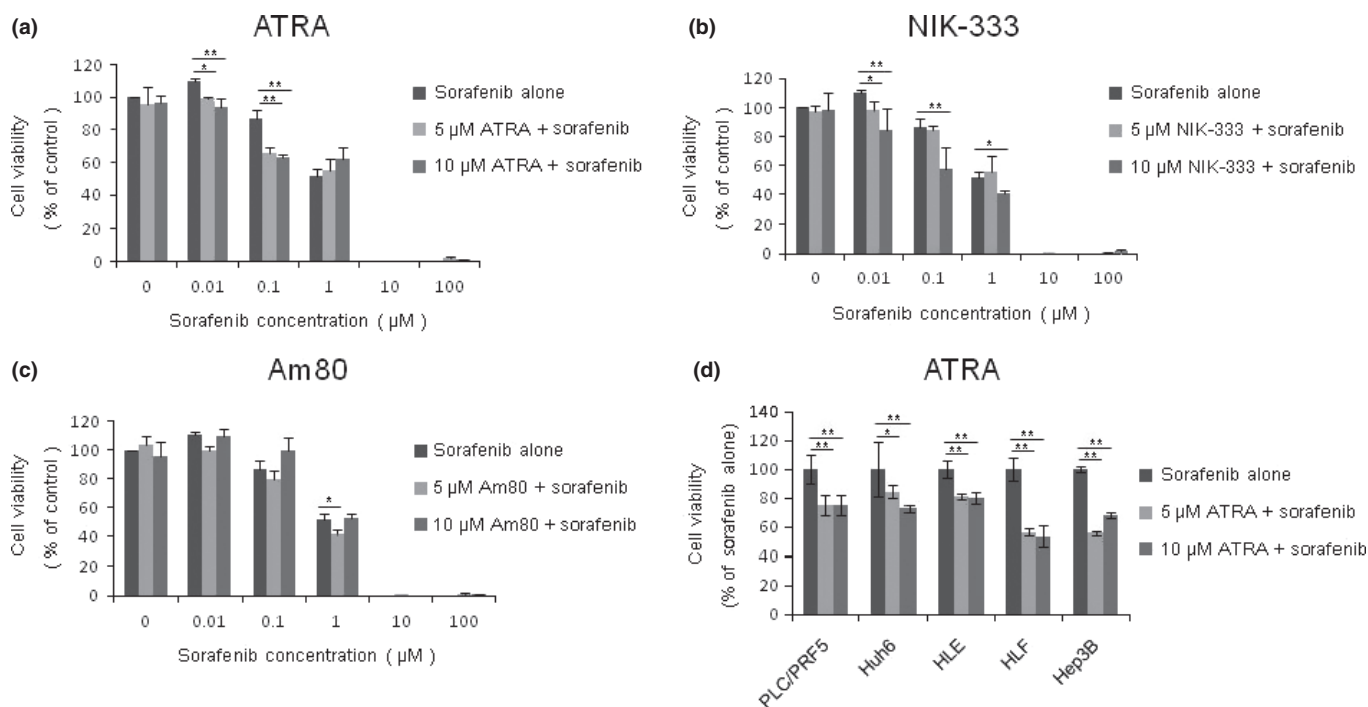 (a)
ATRA
Cell viability
( % of control )
120
100
80
60
40
20
0
** 
*
**
**
0 0.01 0.1 1 10 100
Sorafenib concentration ( µM )
Sorafenib alone
5 µM ATRA + sorafenib
10 µM ATRA + sorafenib
(b)
NIK-333
Cell viability
( % of control )
120
100
80
60
40
20
0
**
*
**
*
0 0.01 0.1 1 10 100
Sorafenib concentration ( µM )
Sorafenib alone
5 µM NIK-333 + sorafenib
10 µM NIK-333 + sorafenib
(c)
Am80
Cell viability
( % of control )
120
100
80
60
40
20
0
*
0 0.01 0.1 1 10 100
Sorafenib concentration ( µM )
Sorafenib alone
5 µM Am80 + sorafenib
10 µM Am80 + sorafenib
(d)
ATRA
Cell viability
(% of sorafenib alone)
140
120
100
80
60
40
20
0
**
**
**
*
**
**
**
**
**
**
PLC/PRF5
Huh6
HLE
HLF
Hep3B
Sorafenib alone
5 µM ATRA + sorafenib
10 µM ATRA + sorafenib